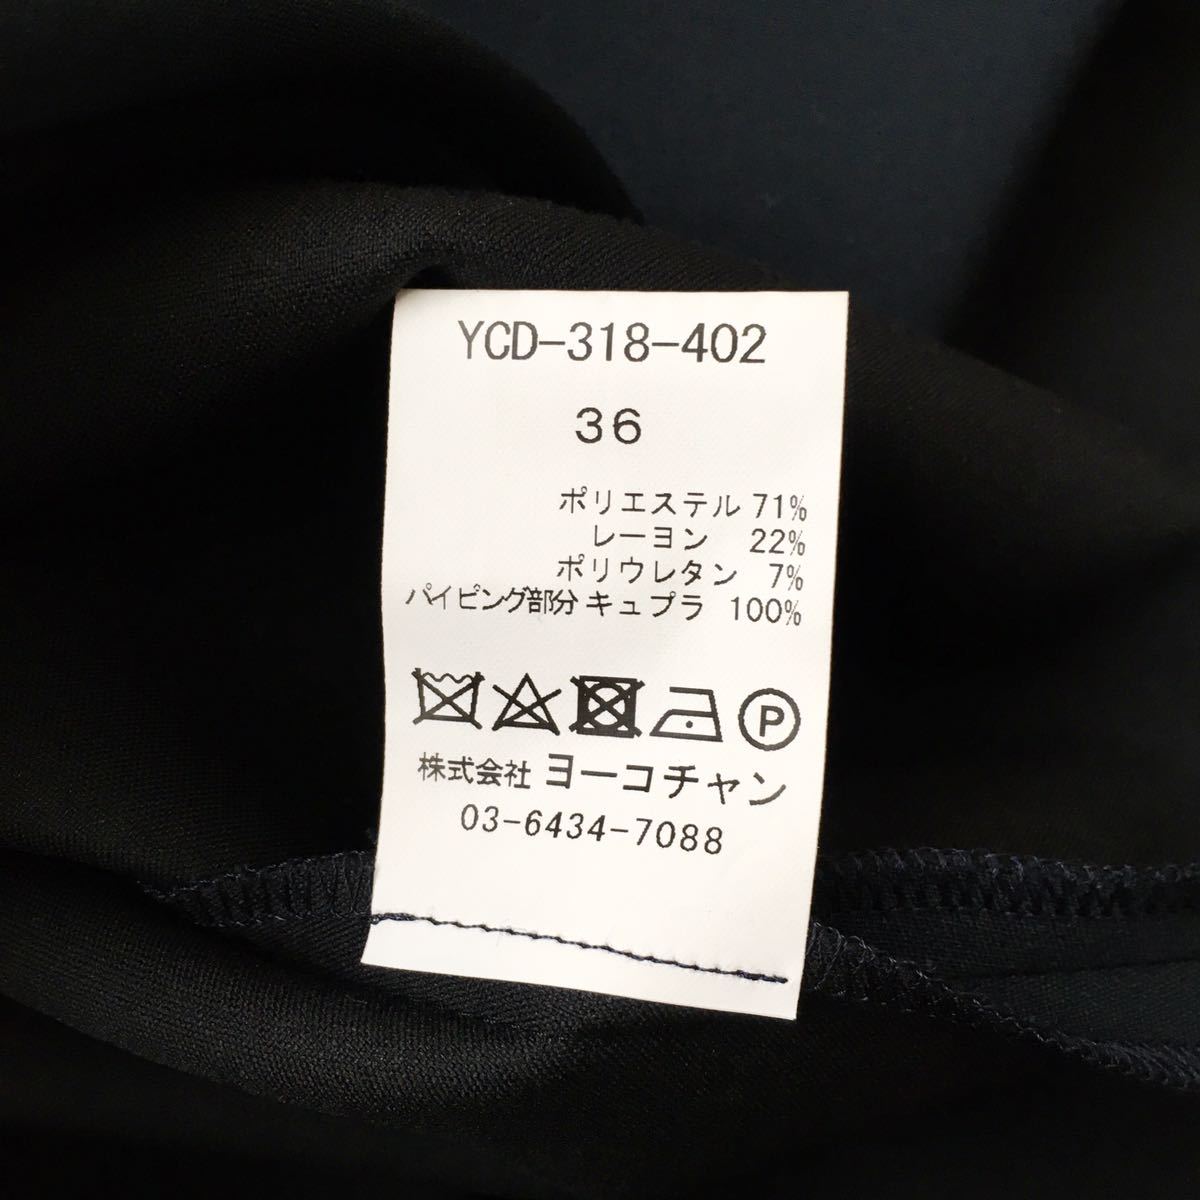 YCD-318-402
36
ポリエステル 71%
レーヨン 22%
ポリウレタン 7%
パイピング部分 キュプラ 100%
P
株式会社 ヨーコチャン
03-6434-7088